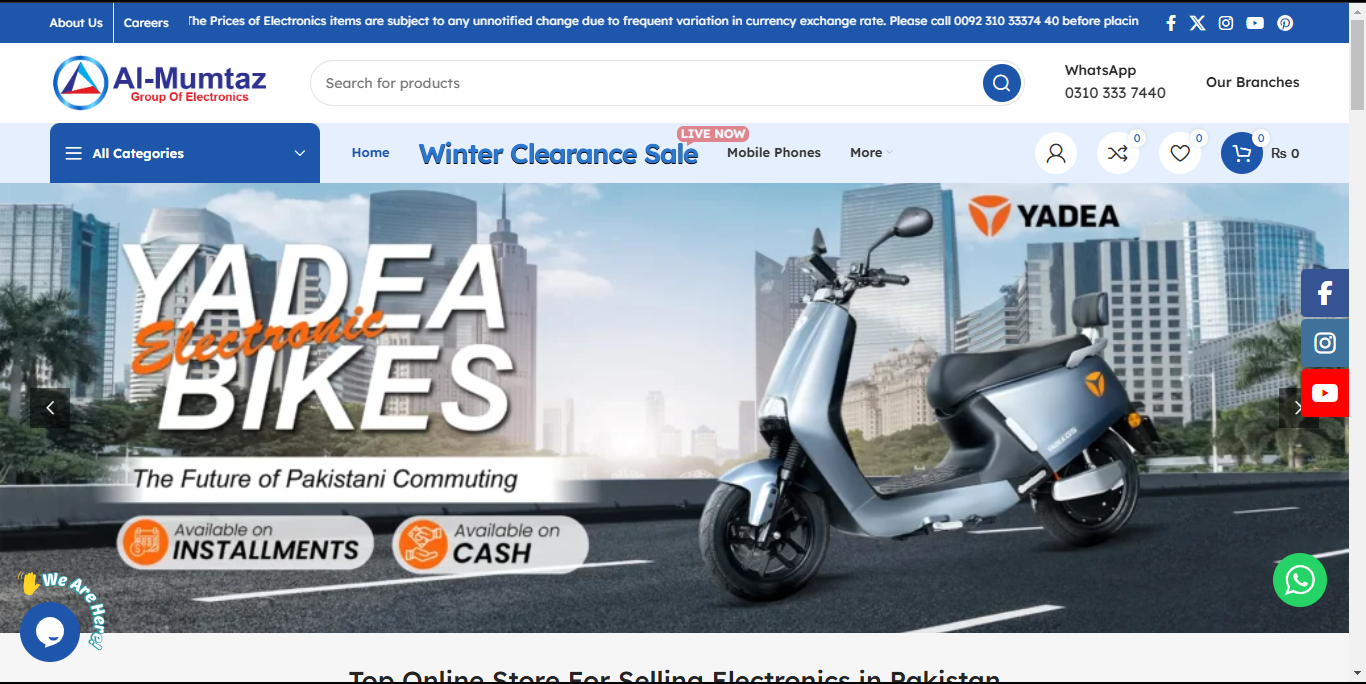 About Us
Careers
The Prices of Electronics items are subject to any unnotified change due to frequent variation in currency exchange rate. Please call 0092 310 33374 40 before placin
Al-Mumtaz
Group Of Electronics
Search for products
WhatsApp
0310 333 7440
Our Branches
All Categories
Home
Winter Clearance Sale
LIVE NOW
Mobile Phones
More
0
0
0
₨ 0
YADEA
YADEA
Electronic
BIKES
The Future of Pakistani Commuting
Available on
INSTALLMENTS
Available on
CASH
We Are Here!
Top Online Store For Selling Electronics in Pakistan